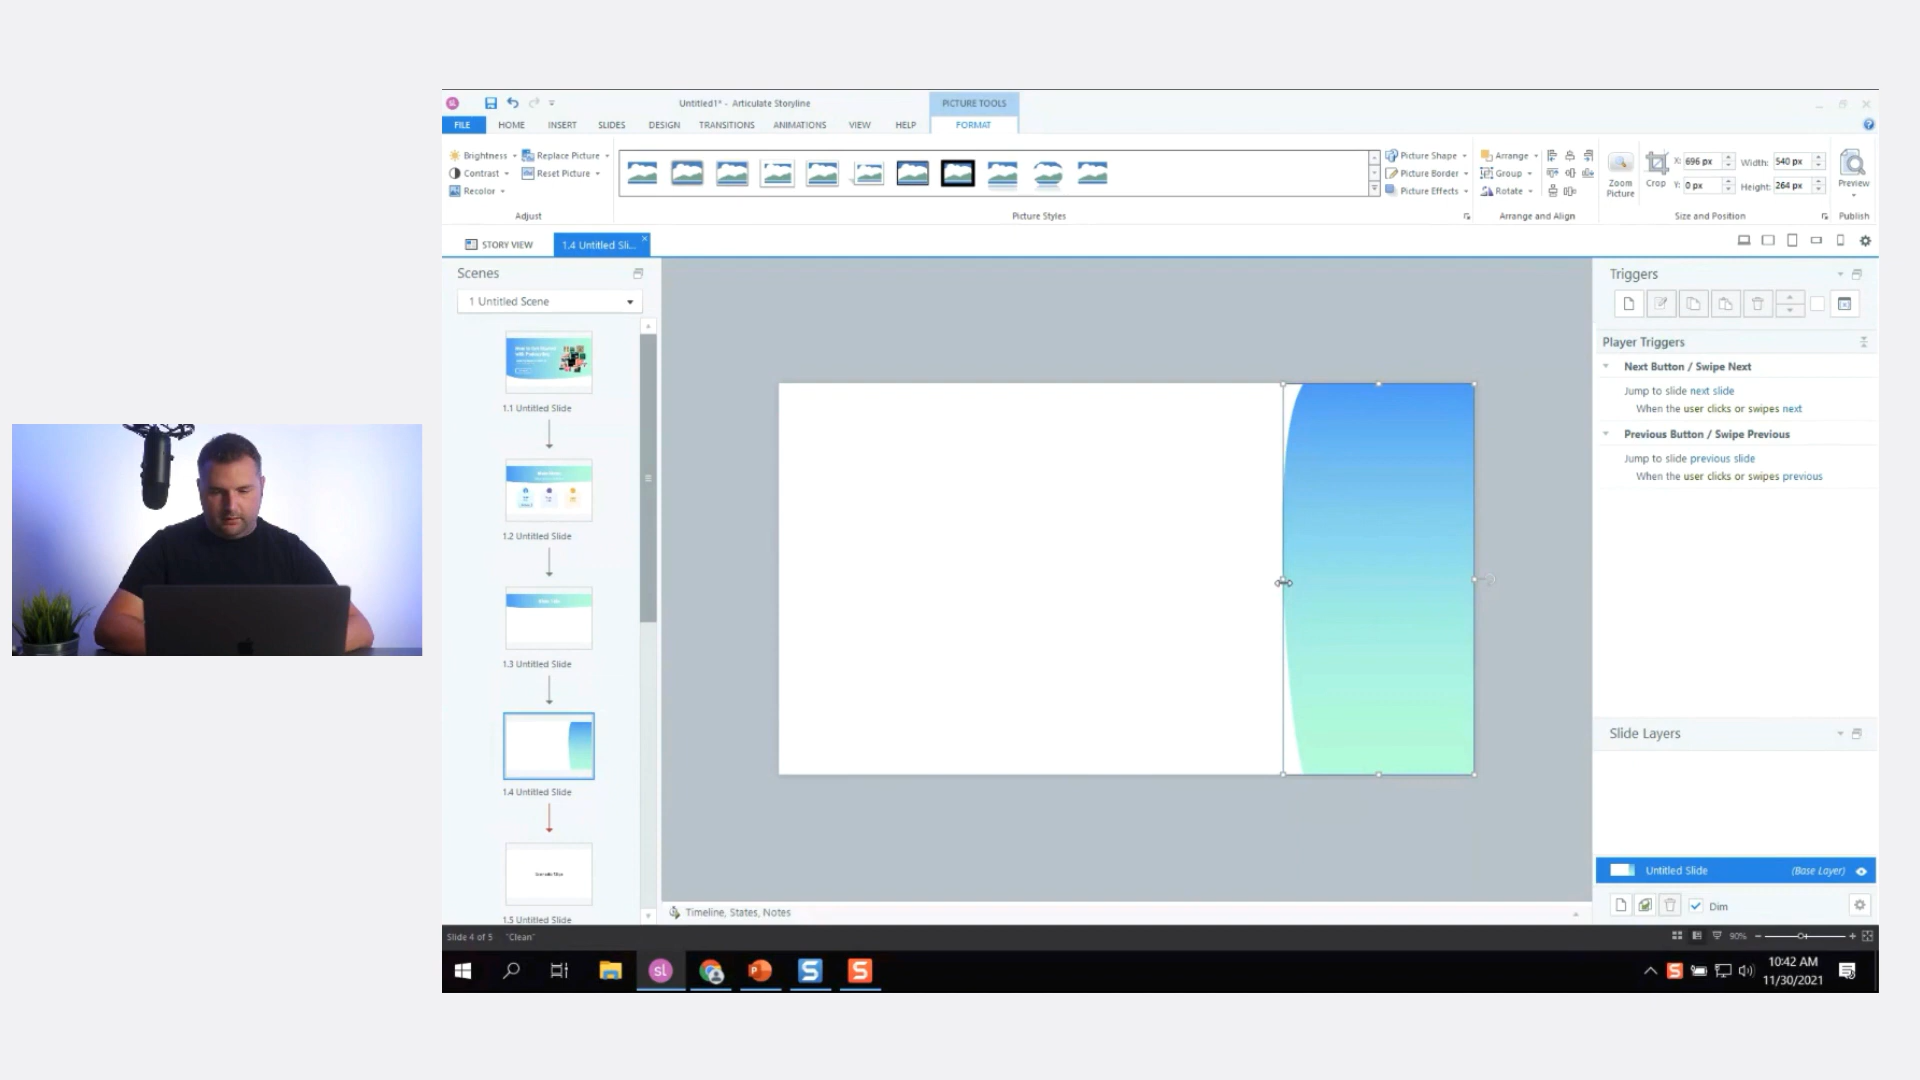 Untitled1* - Articulate Storyline
PICTURE TOOLS
FILE HOME INSERT SLIDES DESIGN TRANSITIONS ANIMATIONS VIEW HELP FORMAT
Brightness
Replace Picture
Contrast
Reset Picture
Recolor
Adjust
Picture Styles
Picture Shape
Picture Border
Picture Effects
Arrange
Group
Rotate
Arrange and Align
Zoom Picture
Crop
X: 696 px
Y: 0 px
Width: 540 px
Height: 264 px
Size and Position
Preview
Publish
STORY VIEW
1.4 Untitled Sli...
Scenes
1 Untitled Scene
1.1 Untitled Slide
1.2 Untitled Slide
1.3 Untitled Slide
1.4 Untitled Slide
1.5 Untitled Slide
Timeline, States, Notes
Triggers
Player Triggers
Next Button / Swipe Next
Jump to slide next slide
When the user clicks or swipes next
Previous Button / Swipe Previous
Jump to slide previous slide
When the user clicks or swipes previous
Slide Layers
Untitled Slide (Base Layer)
Dim
Slide 4 of 5 "Clean"
90%
sl
10:42 AM
11/30/2021